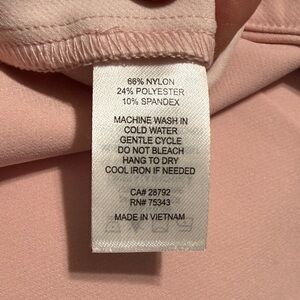 66% NYLON
24% POLYESTER
10% SPANDEX
MACHINE WASH IN
COLD WATER
GENTLE CYCLE
DO NOT BLEACH
HANG TO DRY
COOL IRON IF NEEDED
CA# 28792
RN# 75343
MADE IN VIETNAM